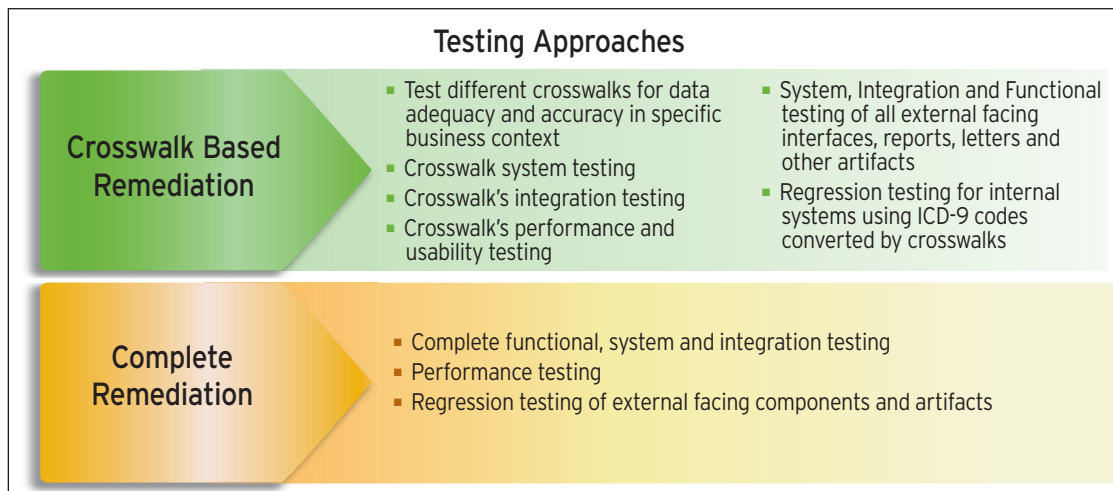 Testing Approaches
Crosswalk Based
Remediation
▪ Test different crosswalks for data
adequacy and accuracy in specific
business context
▪ Crosswalk system testing
▪ Crosswalk's integration testing
▪ Crosswalk's performance and
usability testing
▪ System, Integration and Functional
testing of all external facing
interfaces, reports, letters and
other artifacts
▪ Regression testing for internal
systems using ICD-9 codes
converted by crosswalks
Complete
Remediation
▪ Complete functional, system and integration testing
▪ Performance testing
▪ Regression testing of external facing components and artifacts